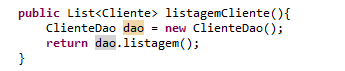 public List<Cliente> listagemCliente(){
ClienteDao dao = new ClienteDao();
return dao.listagem();
}